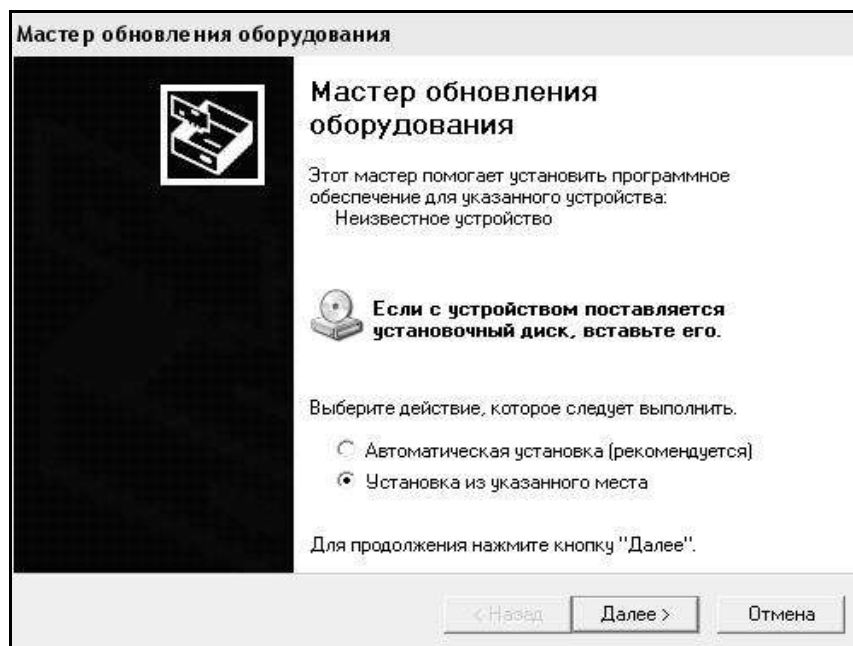 Мастер обновления оборудования
Мастер обновления
оборудования
Этот мастер помогает установить программное
обеспечение для указанного устройства:
Неизвестное устройство
Если с устройством поставляется
установочный диск, вставьте его.
Выберите действие, которое следует выполнить.
Автоматическая установка (рекомендуется)
Установка из указанного места
Для продолжения нажмите кнопку "Далее".
< Назад
Далее >
Отмена